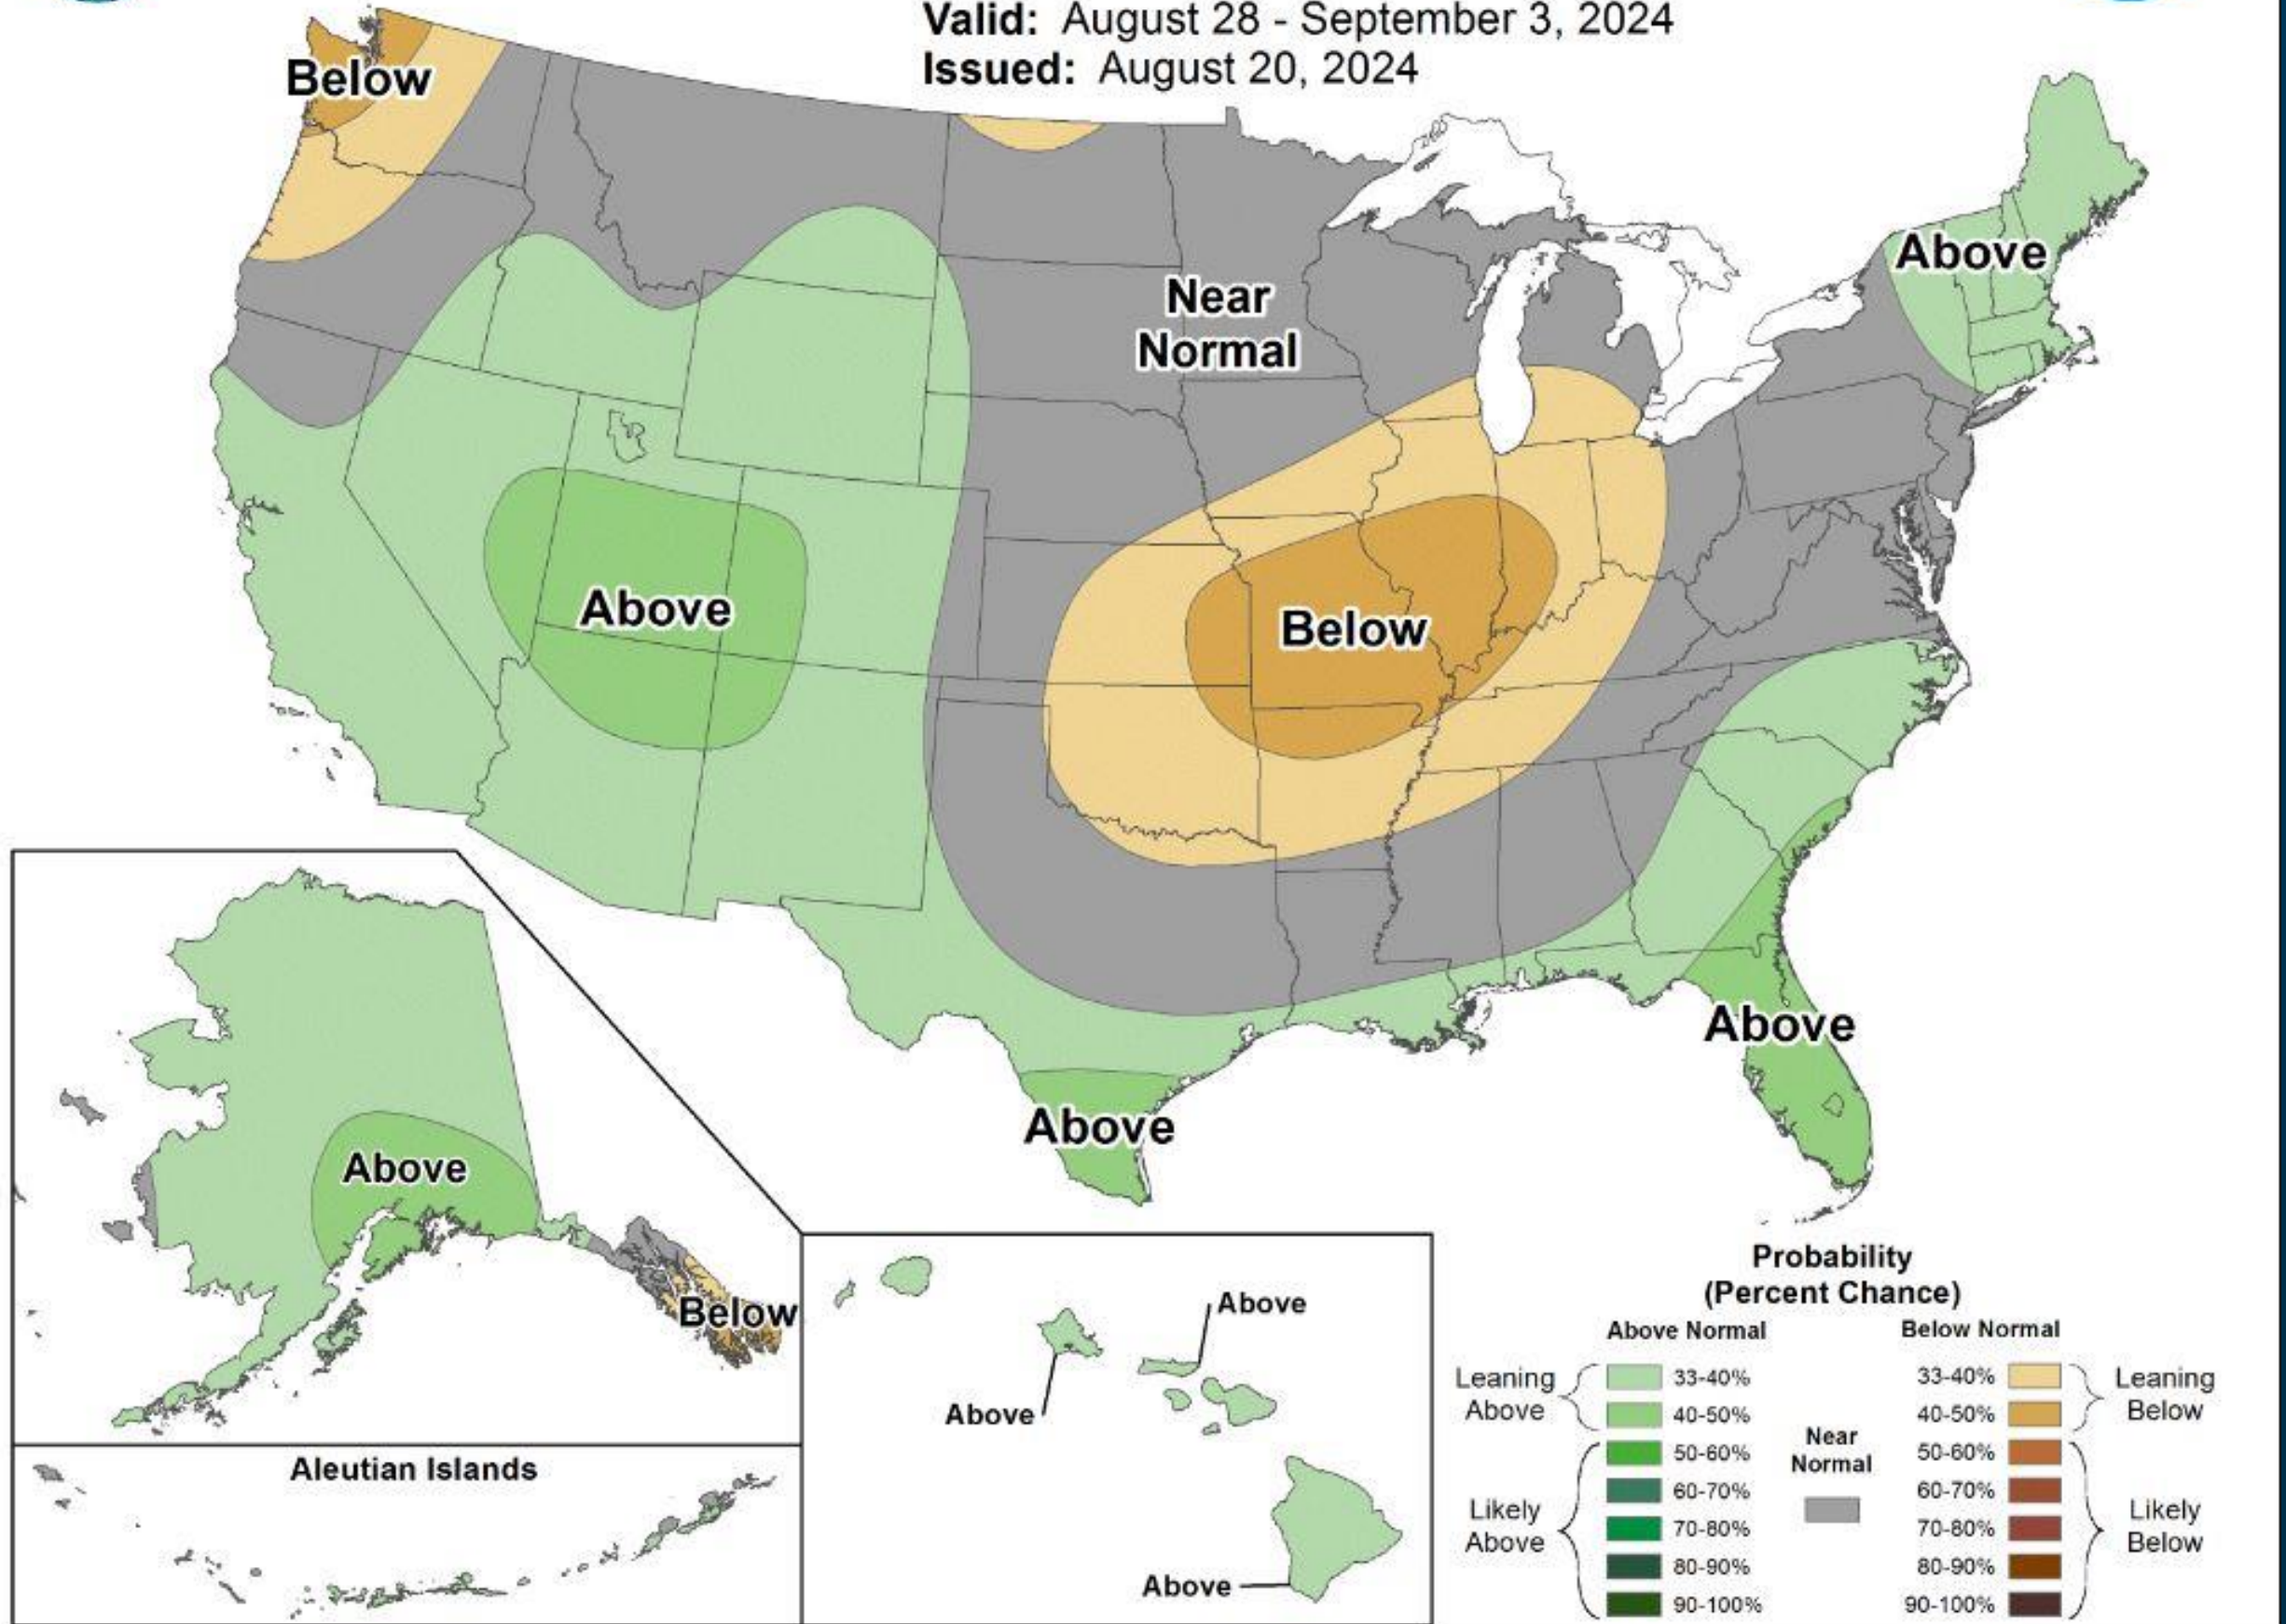 Valid: August 28 - September 3, 2024
Issued: August 20, 2024
Below
Above
Near
Normal
Above
Below
Above
Above
Above
Below
Above
Above
Above
Aleutian Islands
Above
Probability
(Percent Chance)
Above Normal
Below Normal
Leaning
Above
33-40%
40-50%
Likely
Above
50-60%
60-70%
70-80%
80-90%
90-100%
Near
Normal
33-40%
40-50%
Leaning
Below
50-60%
60-70%
70-80%
80-90%
90-100%
Likely
Below